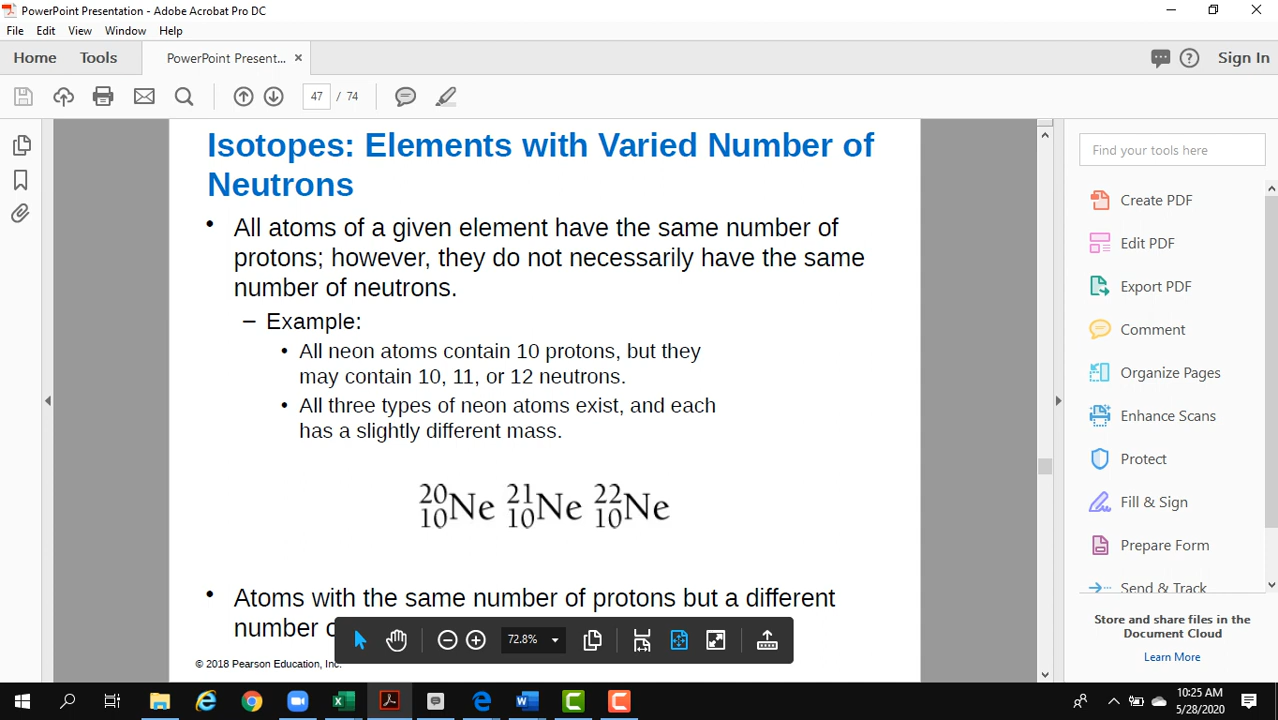 PowerPoint Presentation - Adobe Acrobat Pro DC
File Edit View Window Help
Home Tools PowerPoint Present... × Sign In
47 / 74
Isotopes: Elements with Varied Number of
Neutrons
• All atoms of a given element have the same number of
protons; however, they do not necessarily have the same
number of neutrons.
– Example:
• All neon atoms contain 10 protons, but they
may contain 10, 11, or 12 neutrons.
• All three types of neon atoms exist, and each
has a slightly different mass.
20 10 Ne 21 10 Ne 22 10 Ne
• Atoms with the same number of protons but a different
number
72.8%
© 2018 Pearson Education, Inc.
Find your tools here
Create PDF
Edit PDF
Export PDF
Comment
Organize Pages
Enhance Scans
Protect
Fill & Sign
Prepare Form
Send & Track
Store and share files in the
Document Cloud
Learn More
10:25 AM
5/28/2020